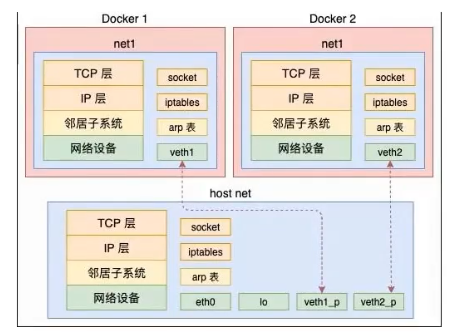 Docker 1
net1
TCP 层
socket
IP 层
iptables
邻居子系统
arp 表
网络设备
veth1
Docker 2
net1
TCP 层
socket
IP 层
iptables
邻居子系统
arp 表
网络设备
veth2
host net
TCP 层
socket
IP 层
iptables
邻居子系统
arp 表
网络设备
eth0
lo
veth1_p
veth2_p